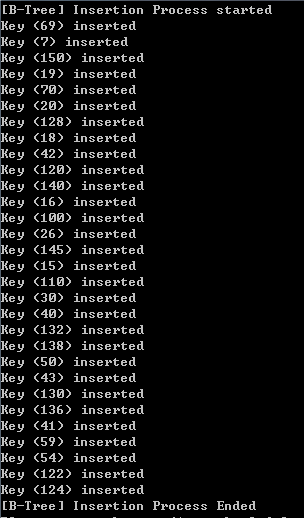 [B-Tree] Insertion Process started
Key (69) inserted
Key (7) inserted
Key (150) inserted
Key (19) inserted
Key (70) inserted
Key (20) inserted
Key (128) inserted
Key (18) inserted
Key (42) inserted
Key (120) inserted
Key (140) inserted
Key (16) inserted
Key (100) inserted
Key (26) inserted
Key (145) inserted
Key (15) inserted
Key (110) inserted
Key (30) inserted
Key (40) inserted
Key (132) inserted
Key (138) inserted
Key (50) inserted
Key (43) inserted
Key (130) inserted
Key (136) inserted
Key (41) inserted
Key (59) inserted
Key (54) inserted
Key (122) inserted
Key (124) inserted
[B-Tree] Insertion Process Ended